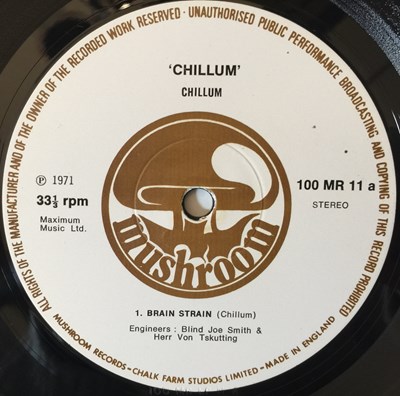 ALL RIGHTS OF THE MANUFACTURER AND OF THE OWNER OF THE RECORDED WORK RESERVED - UNAUTHORISED PUBLIC PERFORMANCE BROADCASTING AND COPYING OF THIS RECORD PROHIBITED
'CHILLUM'
CHILLUM
℗ 1971
33⅓ rpm
Maximum
Music Ltd.
100 MR 11 a
STEREO
mushroom
1. BRAIN STRAIN (Chillum)
Engineers : Blind Joe Smith &
Herr Von Tskutting
MUSHROOM RECORDS - CHALK FARM STUDIOS LIMITED - MADE IN ENGLAND